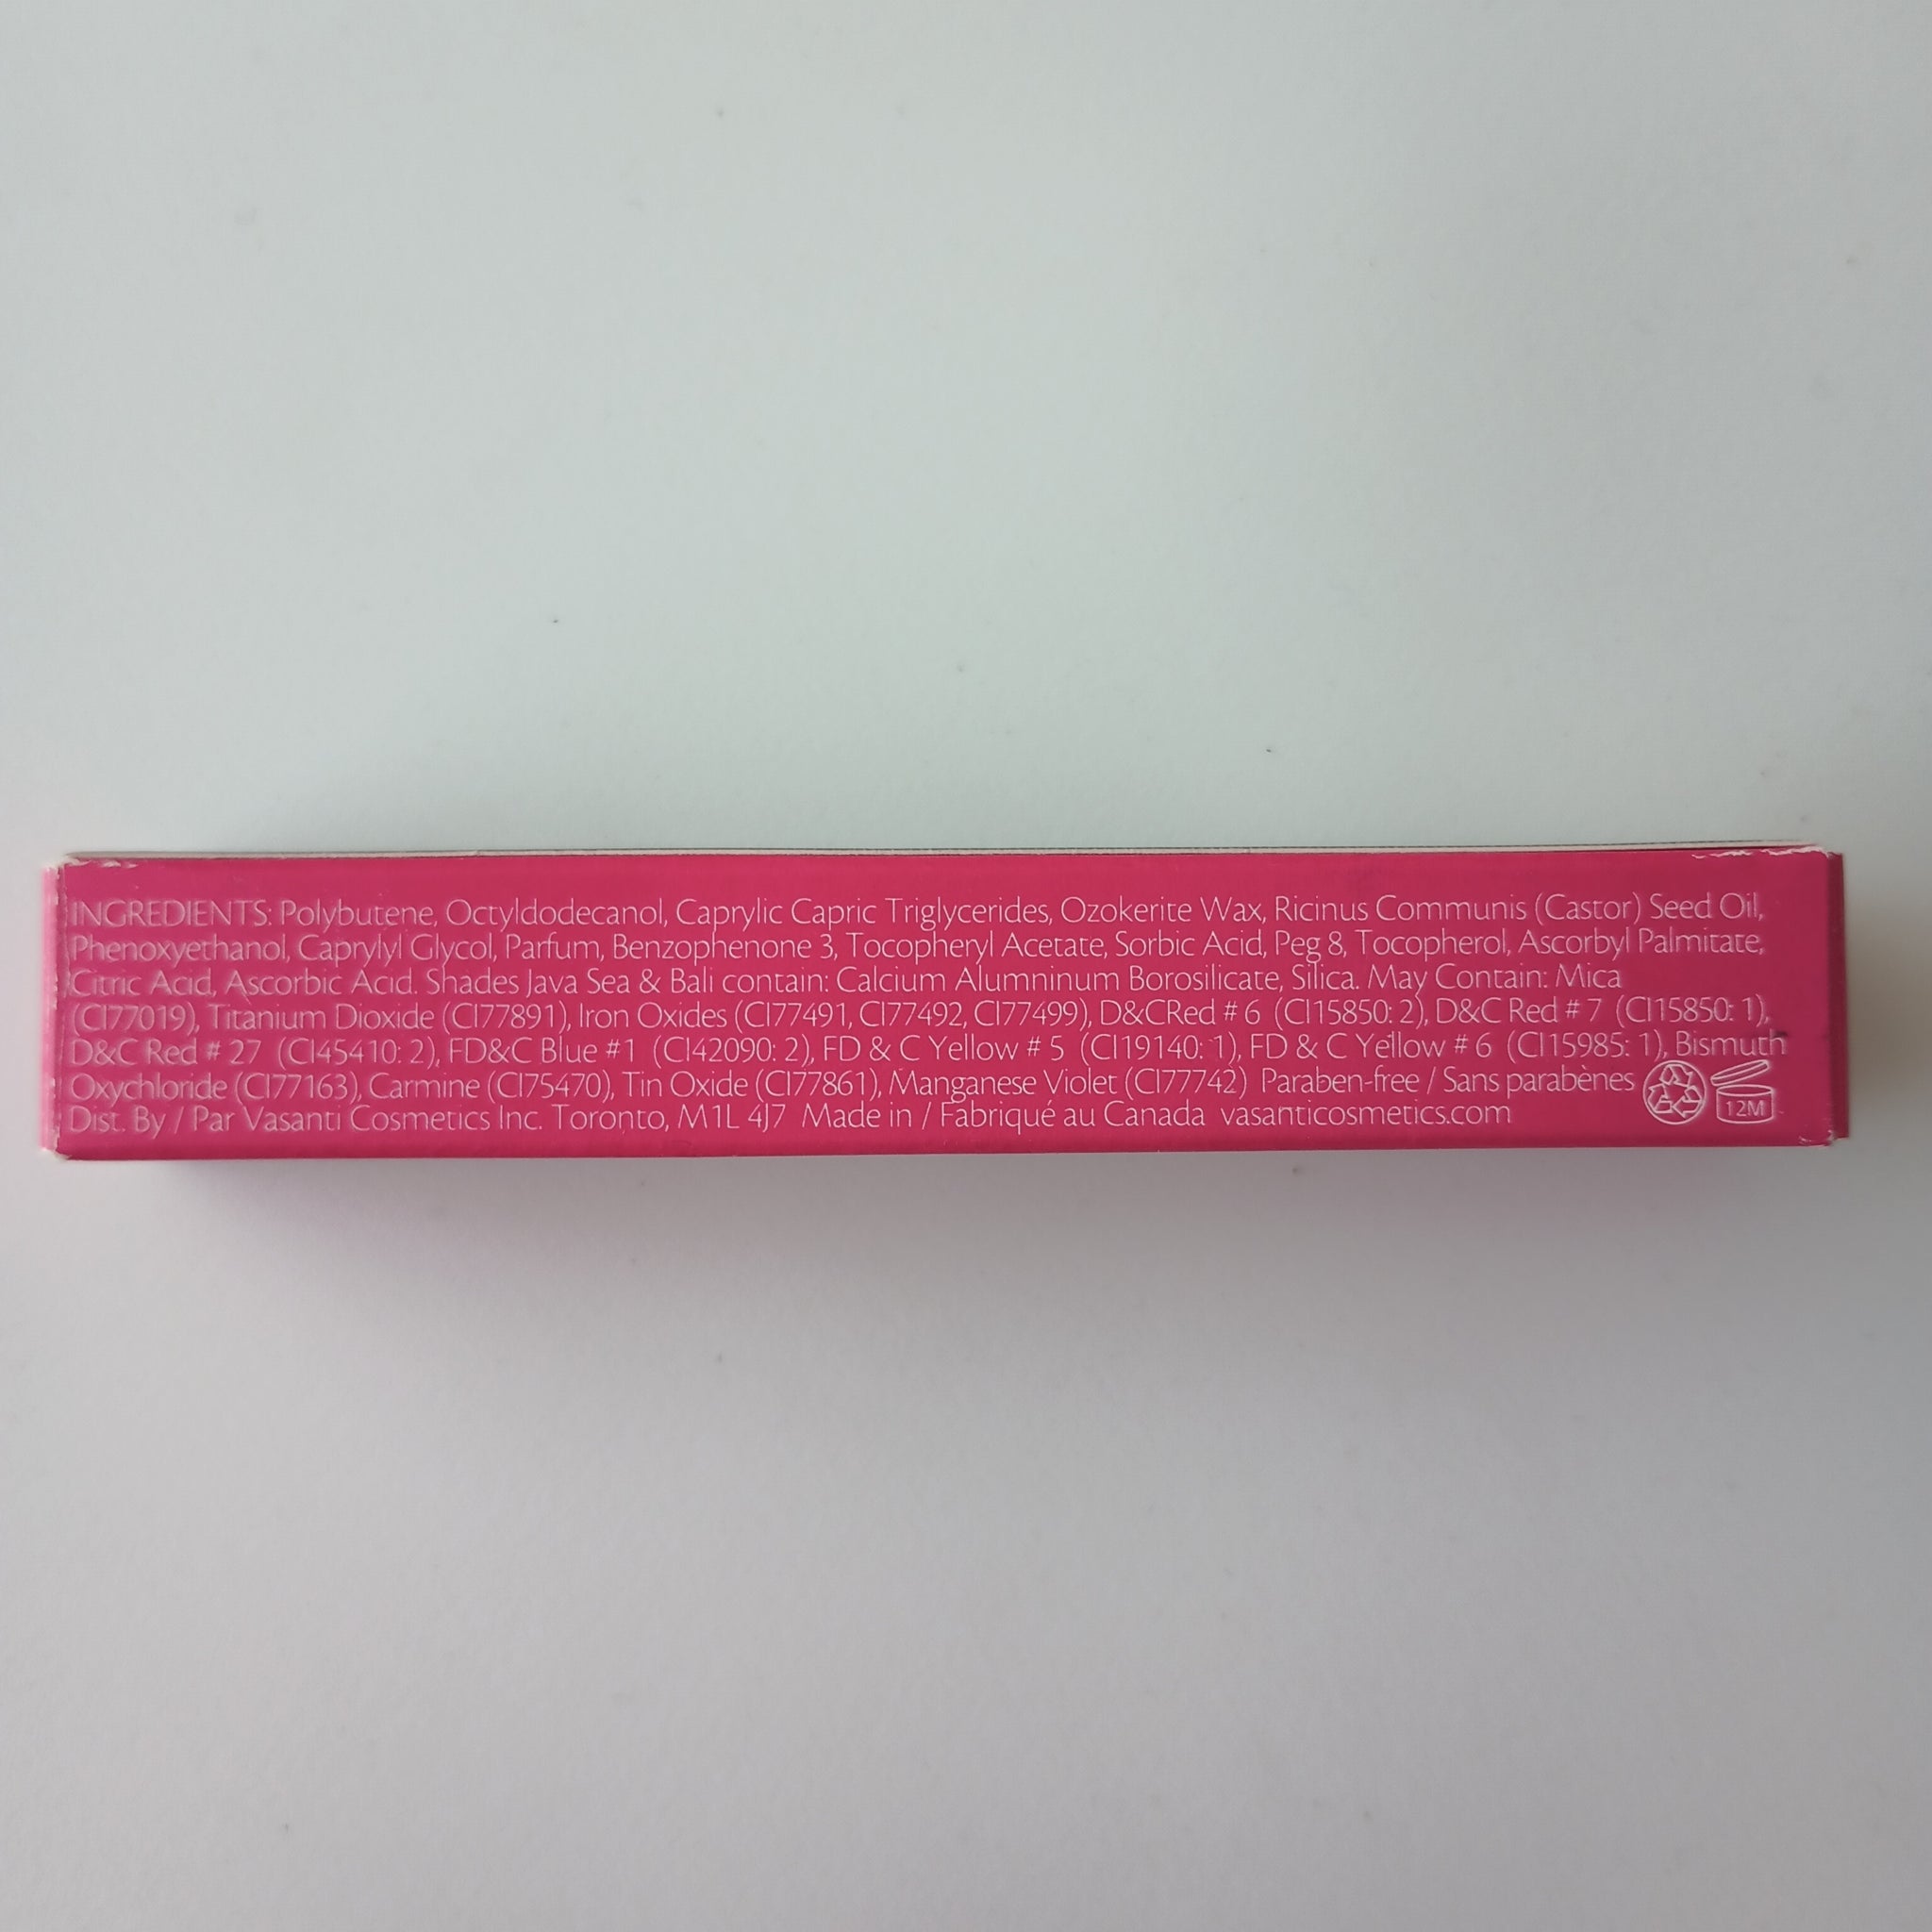 INGREDIENTS: Polybutene, Octyldodecanol, Caprylic Capric Triglycerides, Ozokerite Wax, Ricinus Communis (Castor) Seed Oil,
Phenoxyethanol, Caprylyl Glycol, Parfum, Benzophenone 3, Tocopheryl Acetate, Sorbic Acid, Peg 8, Tocopherol, Ascorbyl Palmitate,
Citric Acid, Ascorbic Acid. Shades Java Sea & Bali contain: Calcium Alumninum Borosilicate, Silica. May Contain: Mica
(CI77019), Titanium Dioxide (CI77891), Iron Oxides (CI77491, CI77492, CI77499), D&CRed # 6 (CI15850: 2), D&C Red # 7 (CI15850: 1),
D&C Red # 27 (CI45410: 2), FD&C Blue #1 (CI42090: 2), FD & C Yellow # 5 (CI19140: 1), FD & C Yellow # 6 (CI15985: 1), Bismuth
Oxychloride (CI77163), Carmine (CI75470), Tin Oxide (CI77861), Manganese Violet (CI77742) Paraben-free / Sans parabènes
Dist. By / Par Vasanti Cosmetics Inc. Toronto, M1L 4J7 Made in / Fabriqué au Canada vasanticosmetics.com
12M